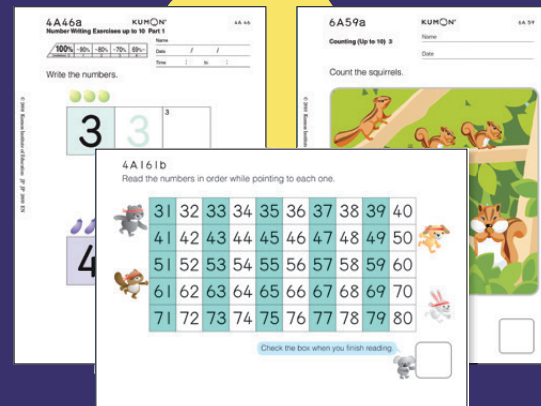 4A46a
KUMON
4A 46
Number Writing Exercises up to 10 Part 1
100% ~90% ~80% ~70% 69%~
Name
Date / /
Time : to :
Write the numbers.
3 3 3
4
6A59a
KUMON
6A 59
Counting (Up to 10) 3
Name
Date
Count the squirrels.
4A161b
Read the numbers in order while pointing to each one.
31 32 33 34 35 36 37 38 39 40
41 42 43 44 45 46 47 48 49 50
51 52 53 54 55 56 57 58 59 60
61 62 63 64 65 66 67 68 69 70
71 72 73 74 75 76 77 78 79 80
Check the box when you finish reading.